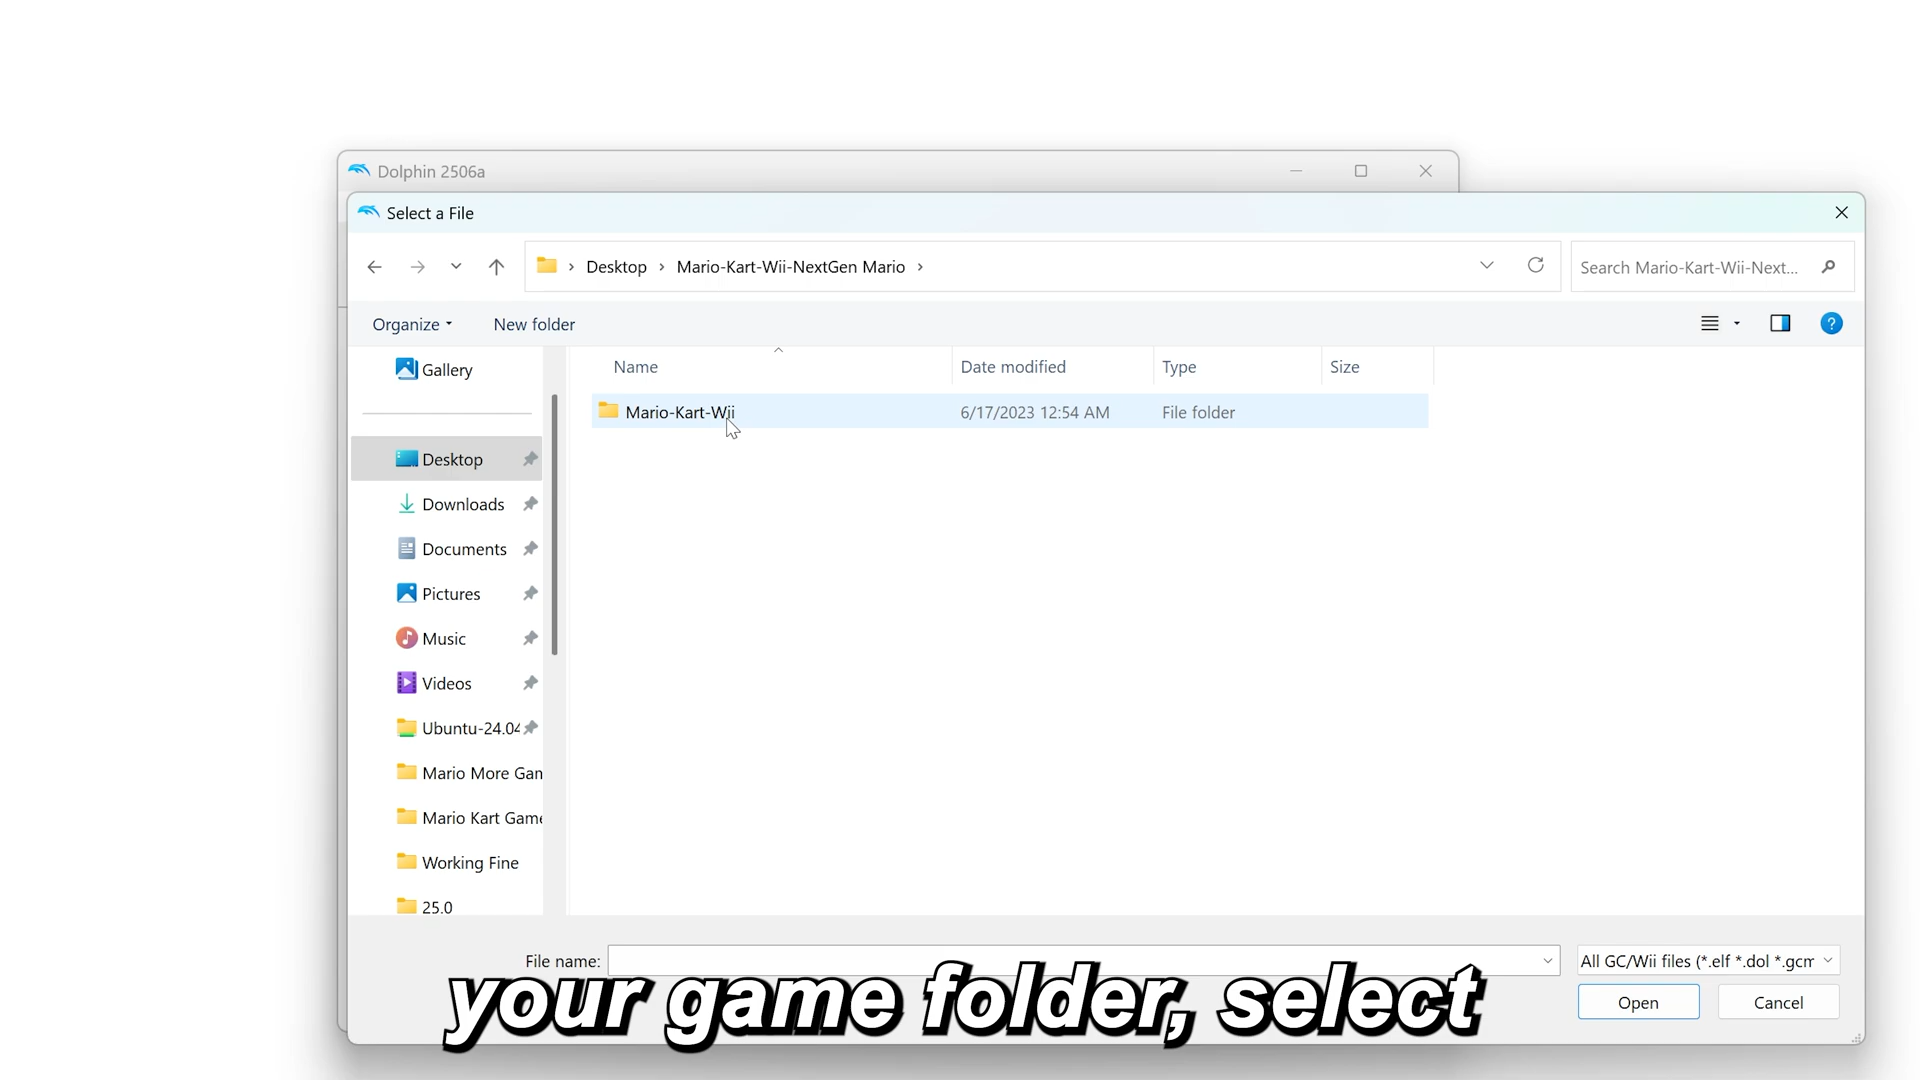 Dolphin 2506a
Select a File
Desktop > Mario-Kart-Wii-NextGen Mario >
Search Mario-Kart-Wii-Next...
Organize
New folder
?
Name
Date modified
Type
Size
Gallery
Mario-Kart-Wii
6/17/2023 12:54 AM
File folder
Desktop
Downloads
Documents
Pictures
Music
Videos
Ubuntu-24.04
Mario More Gam
Mario Kart Game
Working Fine
25.0
File name:
All GC/Wii files (*.elf *.dol *.gcm
your game folder, select
Open
Cancel